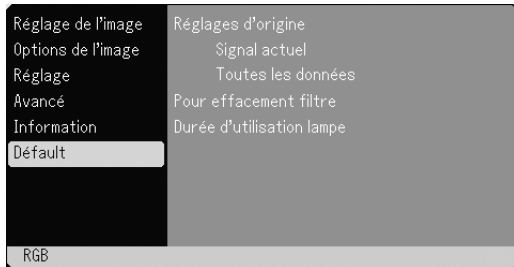 Réglage de l'image
Options de l'image
Réglage
Avancé
Information
Défault
Réglages d'origine
Signal actuel
Toutes les données
Pour effacement filtre
Durée d'utilisation lampe
RGB